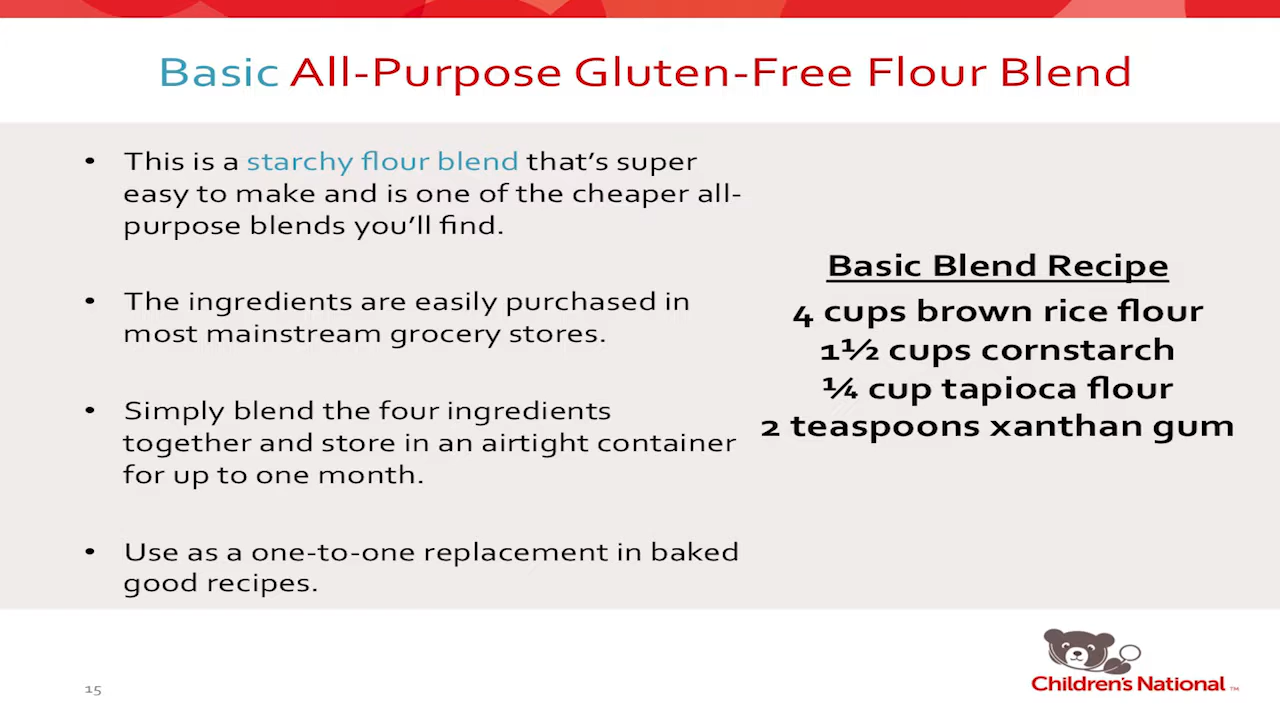 Basic All-Purpose Gluten-Free Flour Blend
• This is a starchy flour blend that's super
easy to make and is one of the cheaper all-
purpose blends you'll find.
• The ingredients are easily purchased in
most mainstream grocery stores.
• Simply blend the four ingredients
together and store in an airtight container
for up to one month.
• Use as a one-to-one replacement in baked
good recipes.
Basic Blend Recipe
4 cups brown rice flour
1½ cups cornstarch
¼ cup tapioca flour
2 teaspoons xanthan gum
15
Children's National ™